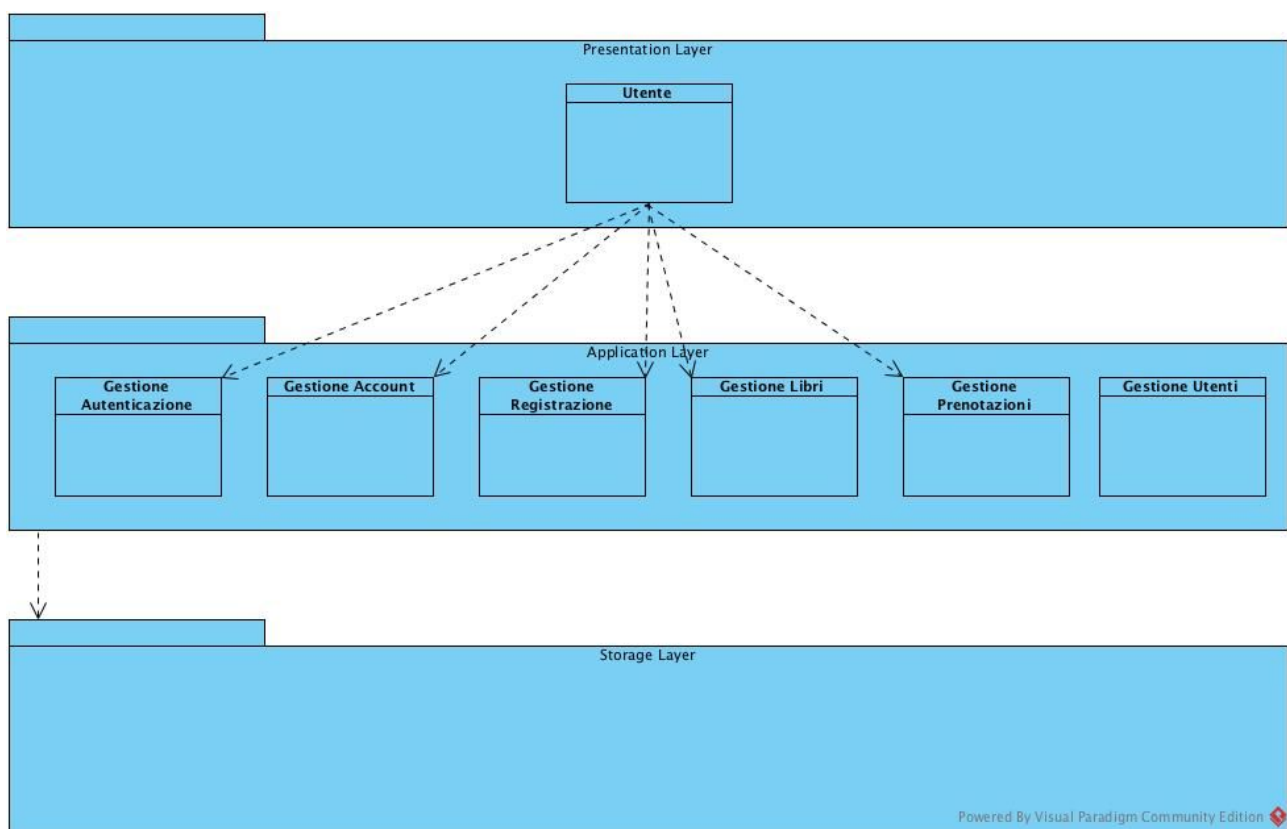 Presentation Layer
Utente
Application Layer
Gestione
Autenticazione
Gestione Account
Gestione
Registrazione
Gestione Libri
Gestione
Prenotazioni
Gestione Utenti
Storage Layer
Powered By Visual Paradigm Community Edition